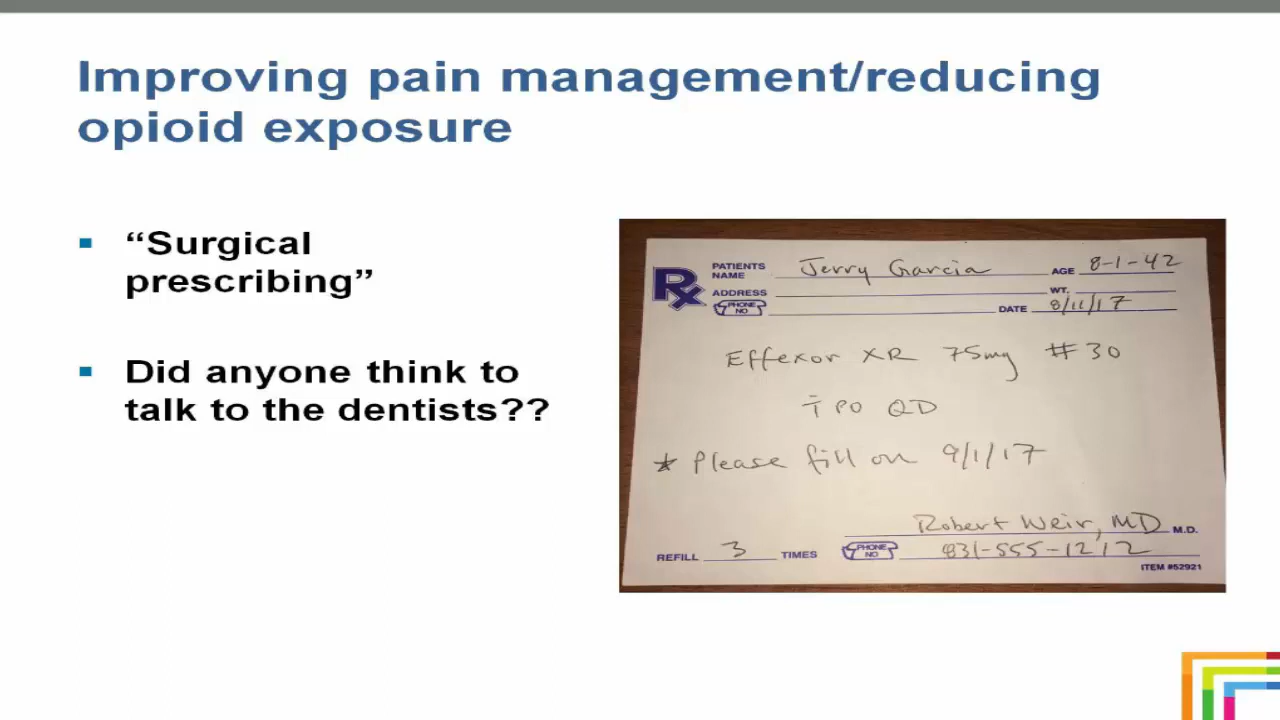 Improving pain management/reducing
opioid exposure
▪ “Surgical
prescribing”
▪ Did anyone think to
talk to the dentists??
Rx
PATIENTS
NAME Jerry Garcia AGE 8-1-42
ADDRESS WT.
PHONE
NO DATE 8/11/17
Effexor XR 75mg #30
T PO QD
* Please fill on 9/1/17
Robert Weir, MD M.D.
REFILL 3 TIMES PHONE NO 831-555-1212
ITEM #52921